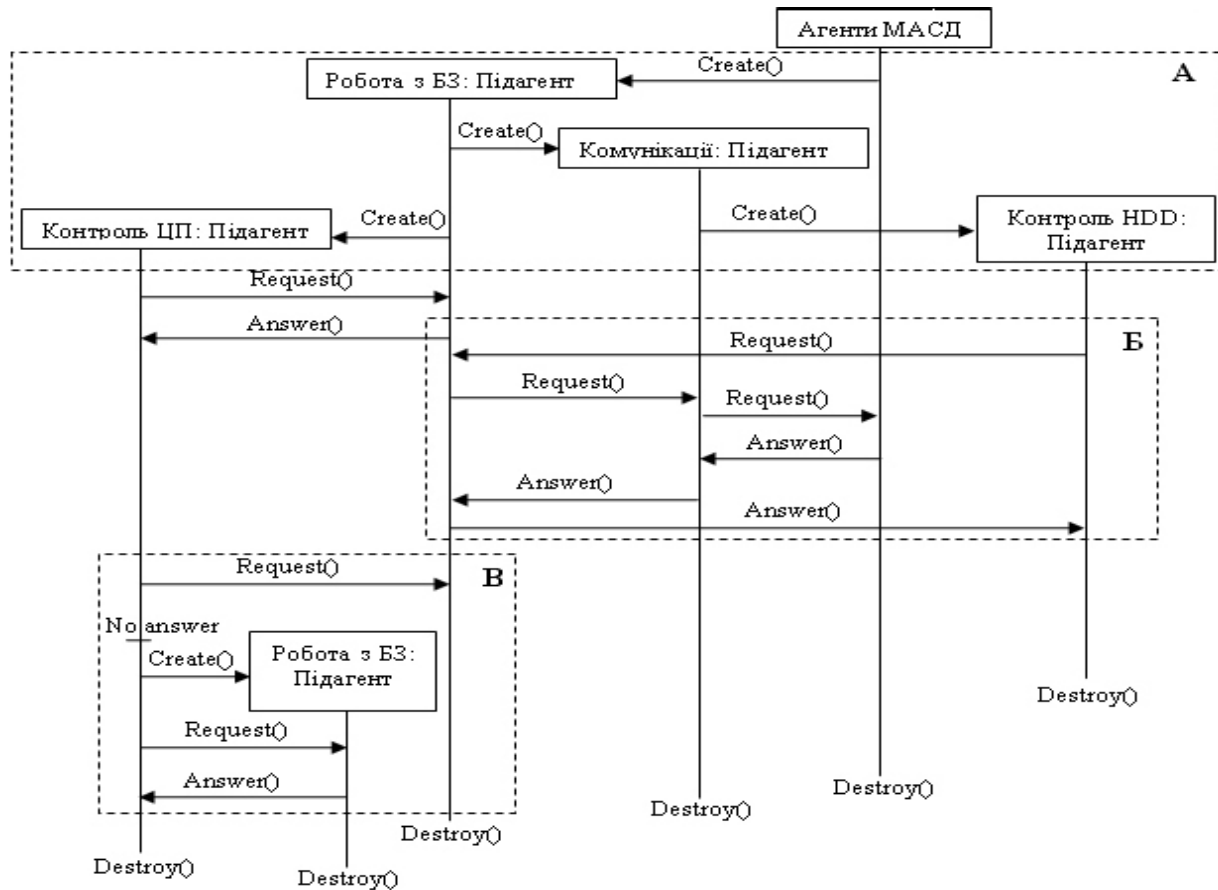 Агенти МАСД
Create()
А
Робота з БЗ: Підагент
Create()
Комунікації: Підагент
Create()
Create()
Контроль ЦП: Підагент
Контроль HDD:
Підагент
Request()
Answer()
Request()
Б
Request()
Request()
Answer()
Answer()
Answer()
Request()
В
No answer
Create()
Робота з БЗ:
Підагент
Destroy()
Request()
Answer()
Destroy()
Destroy()
Destroy()
Destroy()
Destroy()